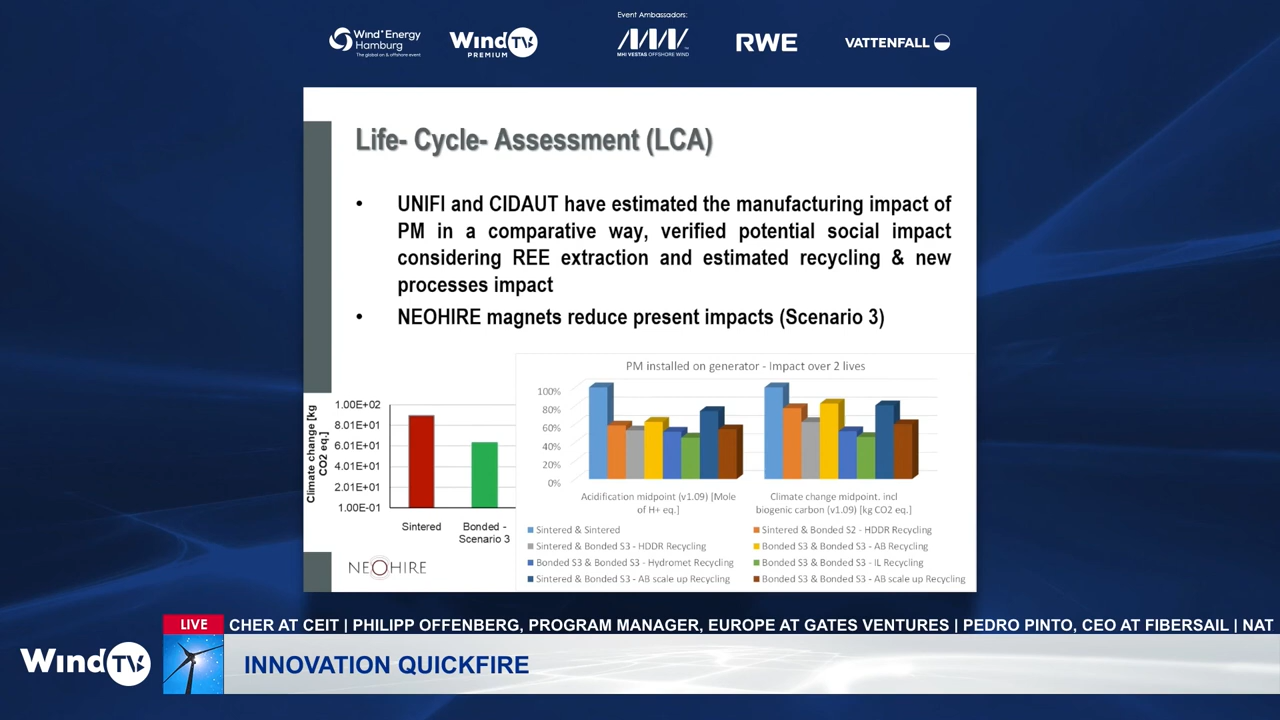 Event Ambassadors:
Wind Energy
Hamburg
The global on & offshore event
WindTV
PREMIUM
MHI VESTAS OFFSHORE WIND
RWE
VATTENFALL
Life- Cycle- Assessment (LCA)
• UNIFI and CIDAUT have estimated the manufacturing impact of
PM in a comparative way, verified potential social impact
considering REE extraction and estimated recycling & new
processes impact
• NEOHIRE magnets reduce present impacts (Scenario 3)
Climate change [kg
CO2 eq.]
1.00E+02
8.01E+01
6.01E+01
4.01E+01
2.01E+01
1.00E-01
Sintered
Bonded -
Scenario 3
PM installed on generator - Impact over 2 lives
100%
80%
60%
40%
20%
0%
Acidification midpoint (v1.09) [Mole
of H+ eq.]
Climate change midpoint. incl
biogenic carbon (v1.09) [kg CO2 eq.]
Sintered & Sintered
Sintered & Bonded S2 - HDDR Recycling
Sintered & Bonded S3 - HDDR Recycling
Bonded S3 & Bonded S3 - AB Recycling
Bonded S3 & Bonded S3 - Hydromet Recycling
Bonded S3 & Bonded S3 - IL Recycling
Sintered & Bonded S3 - AB scale up Recycling
Bonded S3 & Bonded S3 - AB scale up Recycling
NEOHIRE
LIVE
CHER AT CEIT | PHILIPP OFFENBERG, PROGRAM MANAGER, EUROPE AT GATES VENTURES | PEDRO PINTO, CEO AT FIBERSAIL | NAT
WindTV
INNOVATION QUICKFIRE